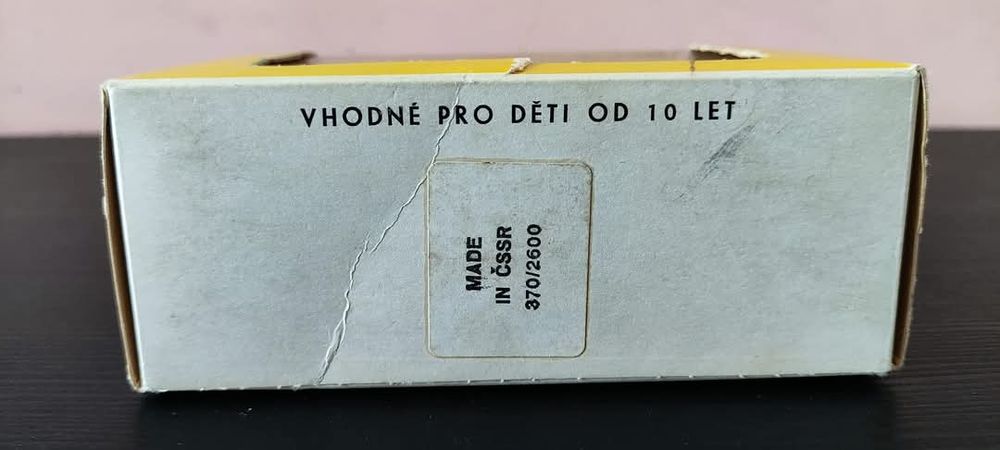 VHODNÉ PRO DĚTI OD 10 LET
MADE
IN ČSSR
370/2600